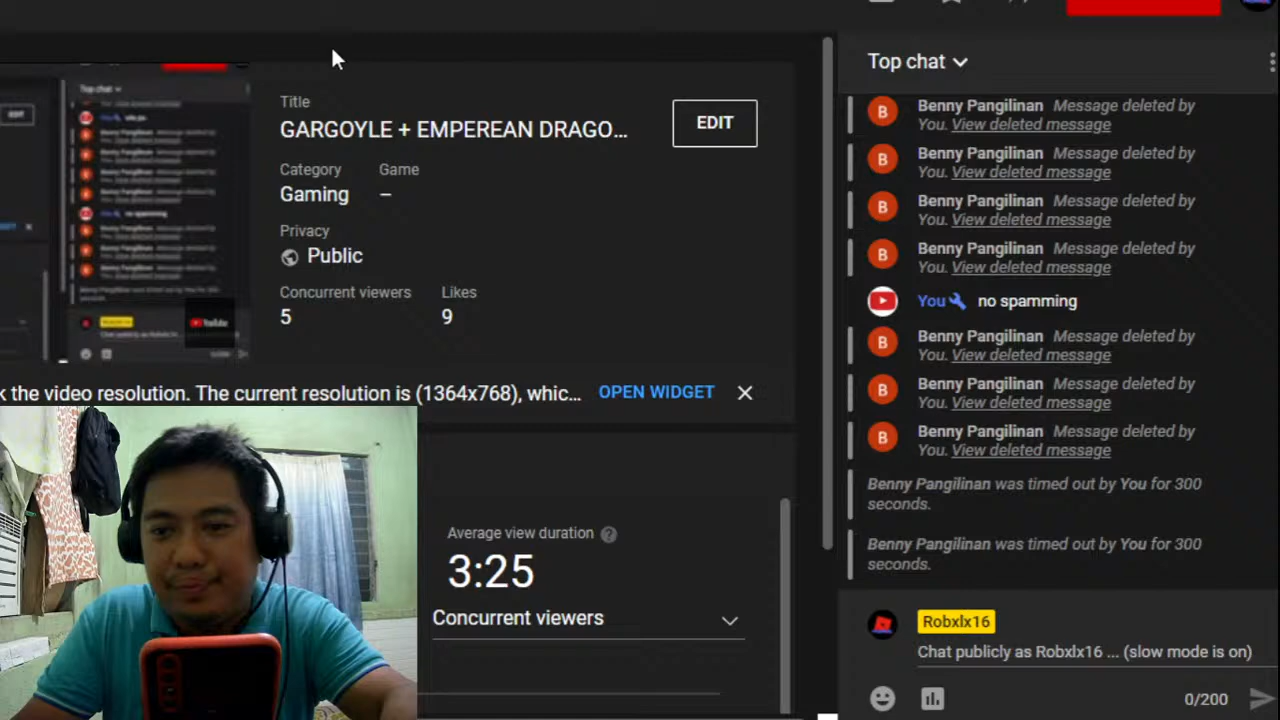 Top chat
Title
GARGOYLE + EMPEREAN DRAGO...
EDIT
Category
Game
Gaming
–
Privacy
Public
Concurrent viewers
Likes
5
9
k the video resolution. The current resolution is (1364x768), whic...
OPEN WIDGET
Average view duration
3:25
Concurrent viewers
Benny Pangilinan Message deleted by
You. View deleted message
Benny Pangilinan Message deleted by
You. View deleted message
Benny Pangilinan Message deleted by
You. View deleted message
Benny Pangilinan Message deleted by
You. View deleted message
You no spamming
Benny Pangilinan Message deleted by
You. View deleted message
Benny Pangilinan Message deleted by
You. View deleted message
Benny Pangilinan Message deleted by
You. View deleted message
Benny Pangilinan was timed out by You for 300
seconds.
Benny Pangilinan was timed out by You for 300
seconds.
Robxlx16
Chat publicly as Robxlx16 ... (slow mode is on)
0/200